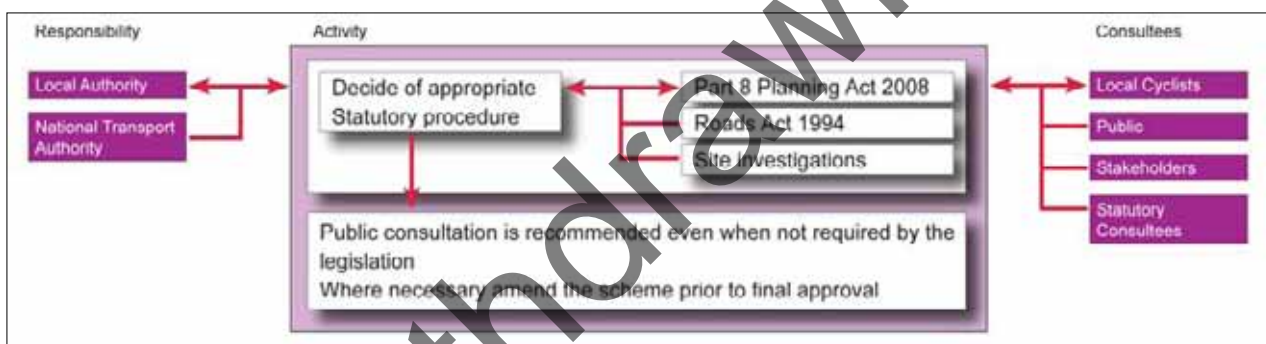 Responsibility
Activity
Consultees
Local Authority
National Transport
Authority
Decide of appropriate
Statutory procedure
Part 8 Planning Act 2008
Roads Act 1994
Site investigations
Local Cyclists
Public
Stakeholders
Statutory
Consultees
Public consultation is recommended even when not required by the
legislation
Where necessary amend the scheme prior to final approval